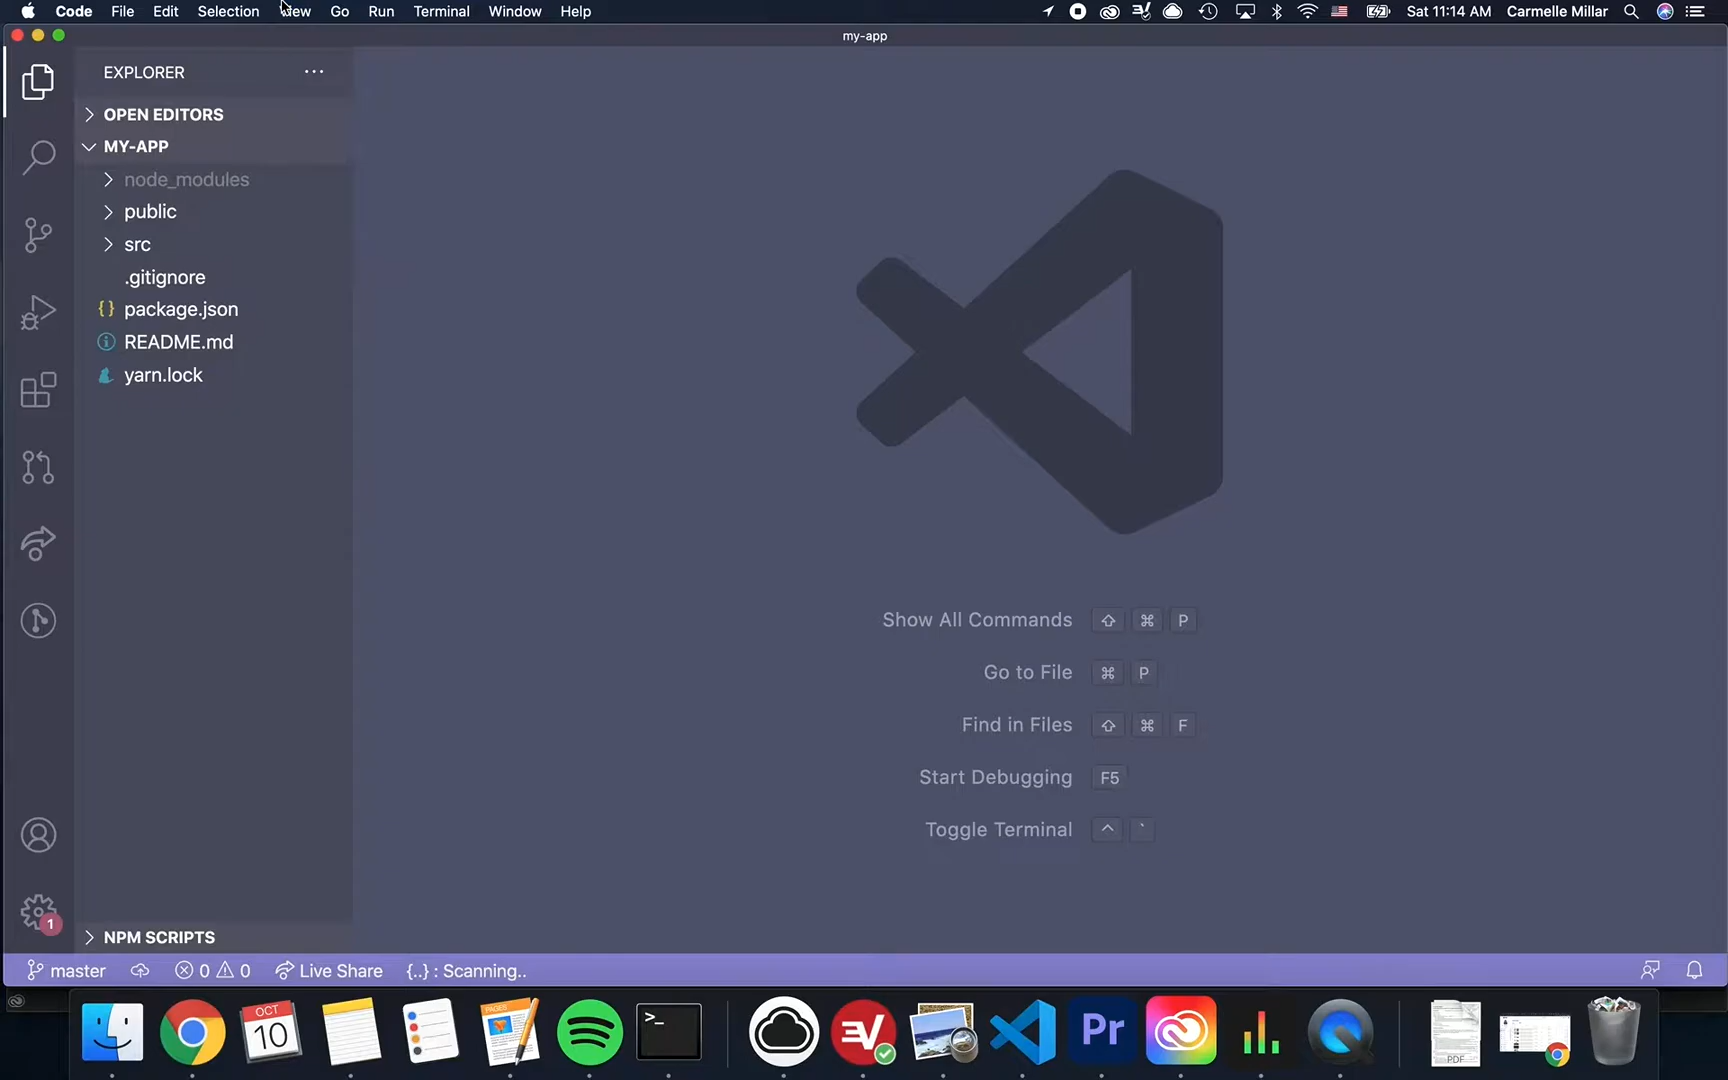 Code File Edit Selection View Go Run Terminal Window Help Sat 11:14 AM Carmelle Millar
my-app
EXPLORER
OPEN EDITORS
MY-APP
node_modules
public
src
.gitignore
{} package.json
README.md
yarn.lock
Show All Commands ⇧ ⌘ P
Go to File ⌘ P
Find in Files ⇧ ⌘ F
Start Debugging F5
Toggle Terminal ^ `
1
NPM SCRIPTS
master 0 0 Live Share {..} : Scanning..
OCT
10
PAGES
>_
Pr
PDF